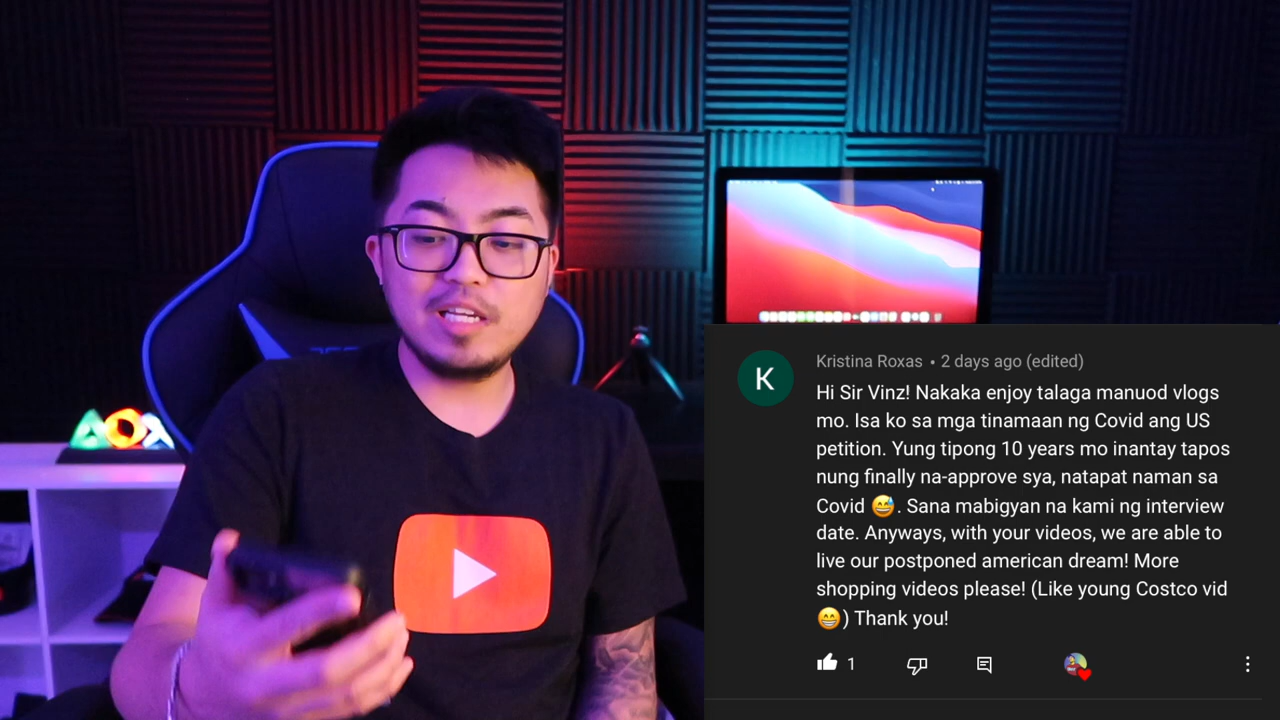 Kristina Roxas • 2 days ago (edited)
Hi Sir Vinz! Nakaka enjoy talaga manuod vlogs
mo. Isa ko sa mga tinamaan ng Covid ang US
petition. Yung tipong 10 years mo inantay tapos
nung finally na-approve sya, natapat naman sa
Covid 😅. Sana mabigyan na kami ng interview
date. Anyways, with your videos, we are able to
live our postponed american dream! More
shopping videos please! (Like young Costco vid
😁) Thank you!
K
1